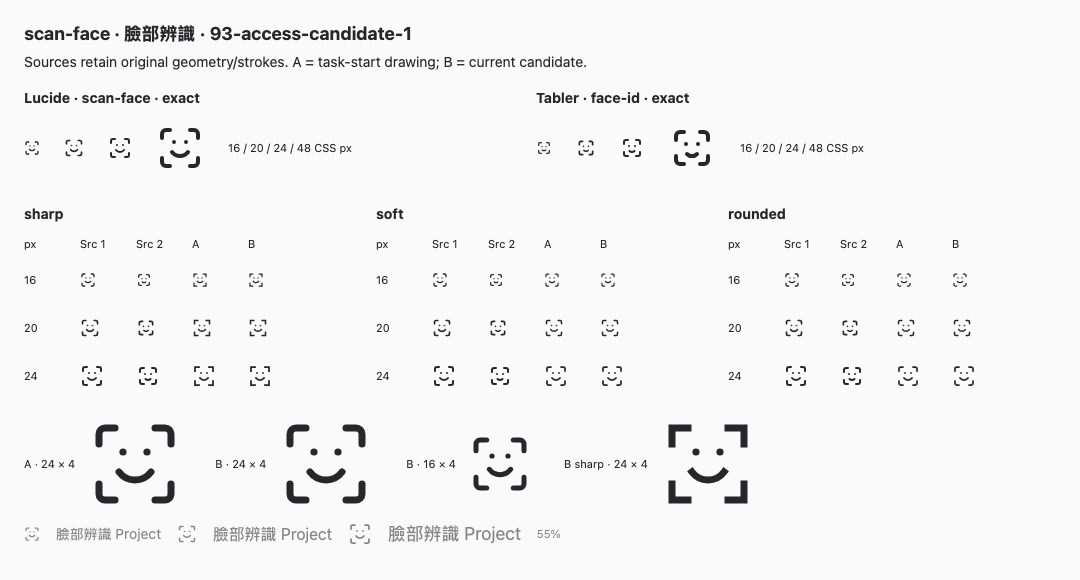 scan-face · 臉部辨識 · 93-access-candidate-1
Sources retain original geometry/strokes. A = task-start drawing; B = current candidate.
Lucide · scan-face · exact
Tabler · face-id · exact
16 / 20 / 24 / 48 CSS px
16 / 20 / 24 / 48 CSS px
sharp
soft
rounded
px Src 1 Src 2 A B
px Src 1 Src 2 A B
px Src 1 Src 2 A B
16
16
16
20
20
20
24
24
24
A · 24 × 4
B · 24 × 4
B · 16 × 4
B sharp · 24 × 4
臉部辨識 Project
臉部辨識 Project
臉部辨識 Project
55%